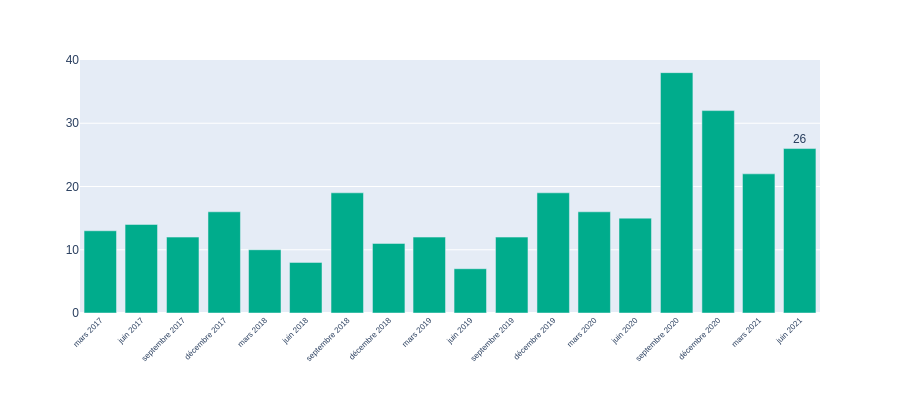 40
30
20
10
0
26
mars 2017
juin 2017
septembre 2017
décembre 2017
mars 2018
juin 2018
septembre 2018
décembre 2018
mars 2019
juin 2019
septembre 2019
décembre 2019
mars 2020
juin 2020
septembre 2020
décembre 2020
mars 2021
juin 2021